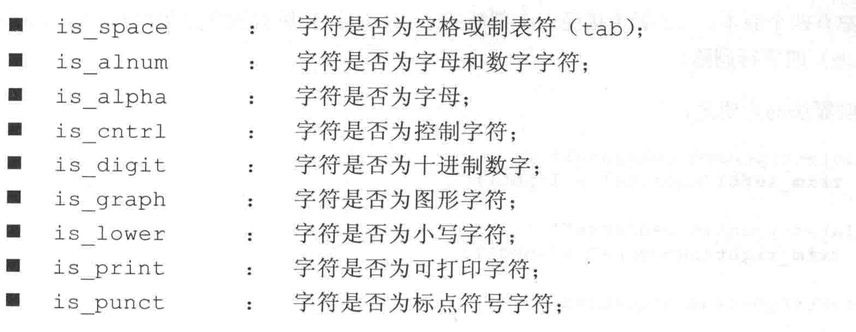 ■ is_space : 字符是否为空格或制表符(tab);
■ is_alnum : 字符是否为字母和数字字符;
■ is_alpha : 字符是否为字母;
■ is_cntrl : 字符是否为控制字符;
■ is_digit : 字符是否为十进制数字;
■ is_graph : 字符是否为图形字符;
■ is_lower : 字符是否为小写字符;
■ is_print : 字符是否为可打印字符;
■ is_punct : 字符是否为标点符号字符;